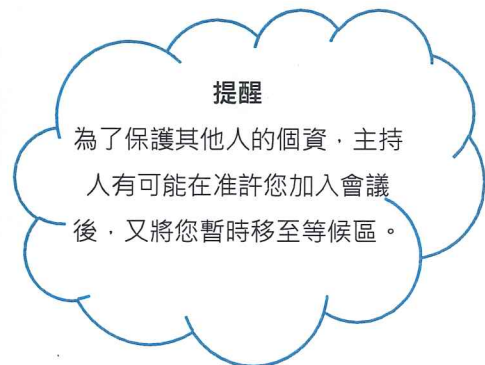 提醒
為了保護其他人的個資，主持
人有可能在准許您加入會議
後，又將您暫時移至等候區。